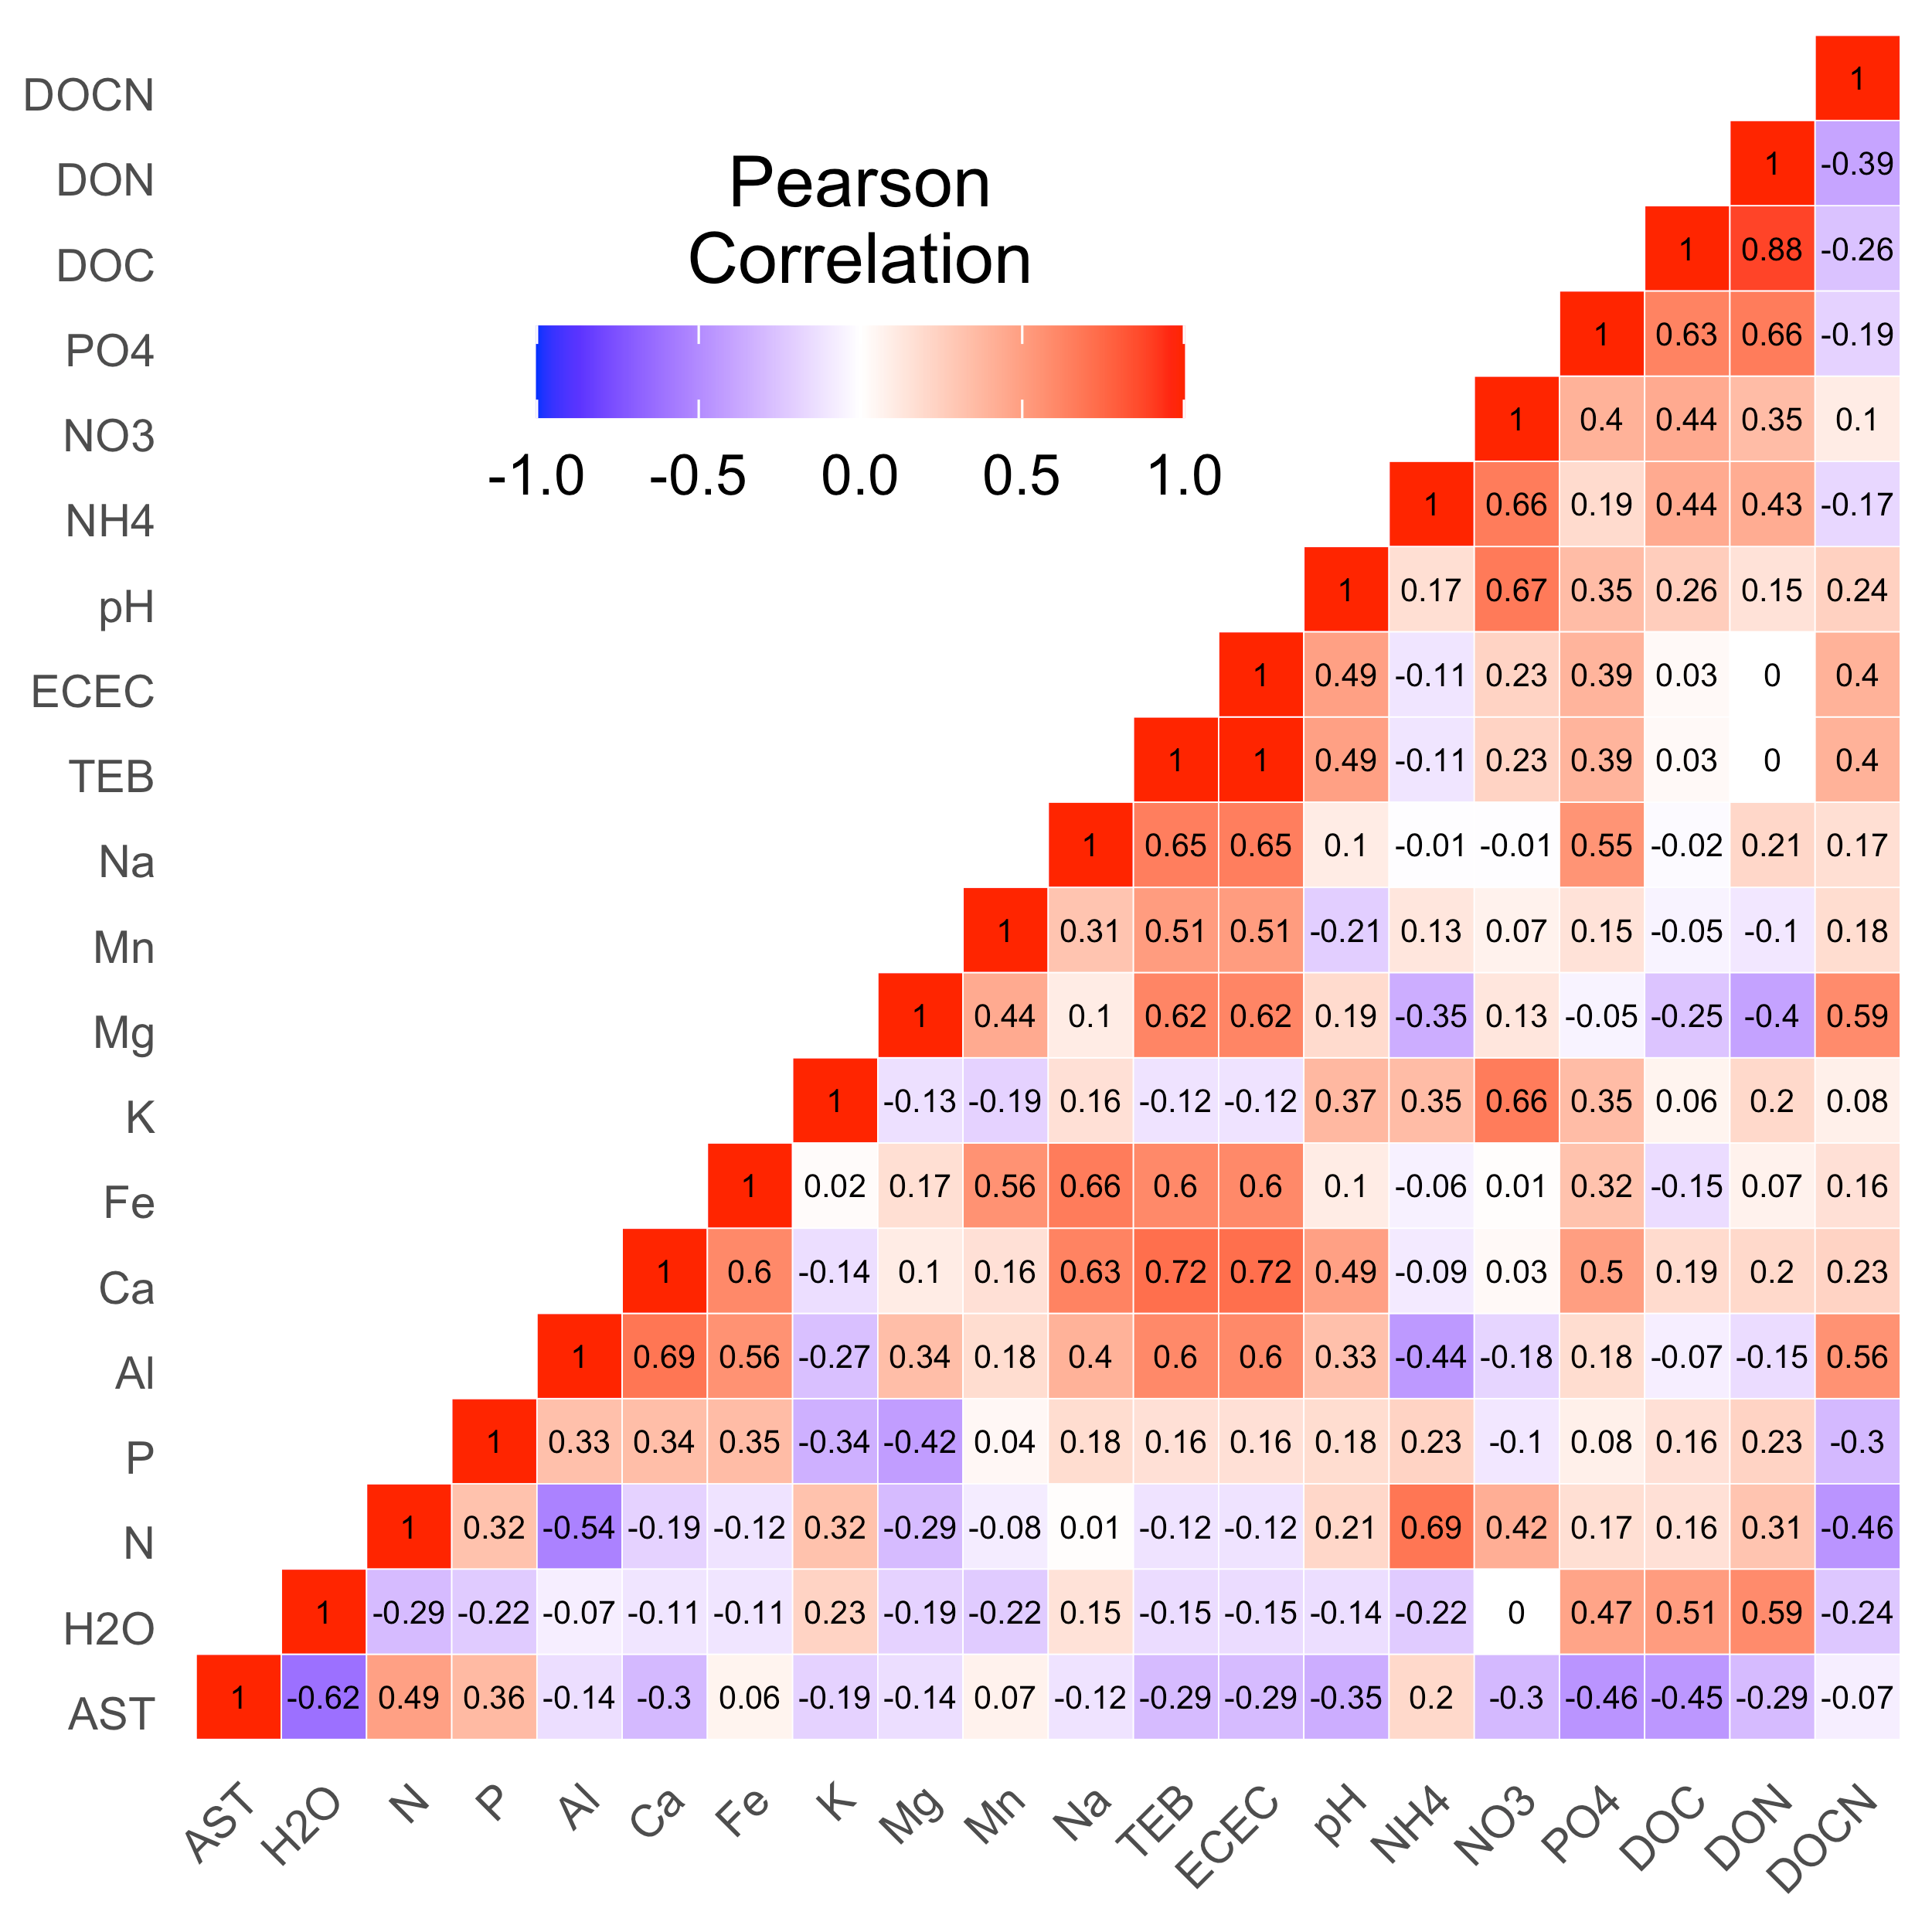 Pearson
Correlation
-1.0 -0.5 0.0 0.5 1.0
DOCN 1
DON 1 -0.39
DOC 1 0.88 -0.26
PO4 1 0.63 0.66 -0.19
NO3 1 0.4 0.44 0.35 0.1
NH4 1 0.66 0.19 0.44 0.43 -0.17
pH 1 0.17 0.67 0.35 0.26 0.15 0.24
ECEC 1 0.49 -0.11 0.23 0.39 0.03 0 0.4
TEB 1 1 0.49 -0.11 0.23 0.39 0.03 0 0.4
Na 1 0.65 0.65 0.1 -0.01 -0.01 0.55 -0.02 0.21 0.17
Mn 1 0.31 0.51 0.51 -0.21 0.13 0.07 0.15 -0.05 -0.1 0.18
Mg 1 0.44 0.1 0.62 0.62 0.19 -0.35 0.13 -0.05 -0.25 -0.4 0.59
K 1 -0.13 -0.19 0.16 -0.12 -0.12 0.37 0.35 0.66 0.35 0.06 0.2 0.08
Fe 1 0.02 0.17 0.56 0.66 0.6 0.6 0.1 -0.06 0.01 0.32 -0.15 0.07 0.16
Ca 1 0.6 -0.14 0.1 0.16 0.63 0.72 0.72 0.49 -0.09 0.03 0.5 0.19 0.2 0.23
Al 1 0.69 0.56 -0.27 0.34 0.18 0.4 0.6 0.6 0.33 -0.44 -0.18 0.18 -0.07 -0.15 0.56
P 1 0.33 0.34 0.35 -0.34 -0.42 0.04 0.18 0.16 0.16 0.18 0.23 -0.1 0.08 0.16 0.23 -0.3
N 1 0.32 -0.54 -0.19 -0.12 0.32 -0.29 -0.08 0.01 -0.12 -0.12 0.21 0.69 0.42 0.17 0.16 0.31 -0.46
H2O 1 -0.29 -0.22 -0.07 -0.11 -0.11 0.23 -0.19 -0.22 0.15 -0.15 -0.15 -0.14 -0.22 0 0.47 0.51 0.59 -0.24
AST 1 -0.62 0.49 0.36 -0.14 -0.3 0.06 -0.19 -0.14 0.07 -0.12 -0.29 -0.29 -0.35 0.2 -0.3 -0.46 -0.45 -0.29 -0.07
AST H2O N P Al Ca Fe K Mg Mn Na TEB ECEC pH NH4 NO3 PO4 DOC DON DOCN